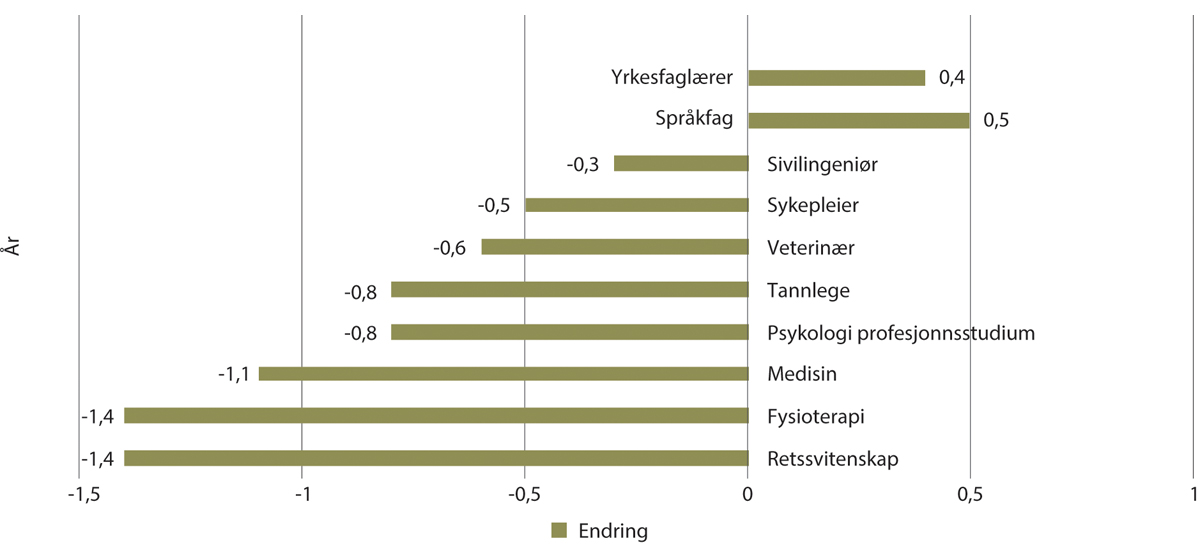 Yrkesfaglærer 0,4
Språkfag 0,5
-0,3 Sivilingeniør
-0,5 Sykepleier
-0,6 Veterinær
-0,8 Tannlege
-0,8 Psykologi profesjonnsstudium
-1,1 Medisin
-1,4 Fysioterapi
-1,4 Retssvitenskap
År
-1,5 -1 -0,5 0 0,5 1
Endring